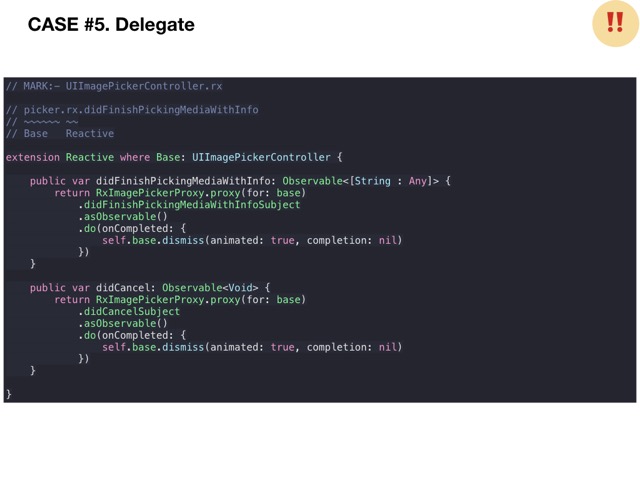 CASE #5. Delegate
‼
// MARK:- UIImagePickerController.rx
// picker.rx.didFinishPickingMediaWithInfo
// ~~~~~~ ~~
// Base   Reactive
extension Reactive where Base: UIImagePickerController {
    public var didFinishPickingMediaWithInfo: Observable<[String : Any]> {
        return RxImagePickerProxy.proxy(for: base)
            .didFinishPickingMediaWithInfoSubject
            .asObservable()
            .do(onCompleted: {
                self.base.dismiss(animated: true, completion: nil)
            })
    }
    public var didCancel: Observable<Void> {
        return RxImagePickerProxy.proxy(for: base)
            .didCancelSubject
            .asObservable()
            .do(onCompleted: {
                self.base.dismiss(animated: true, completion: nil)
            })
    }
}